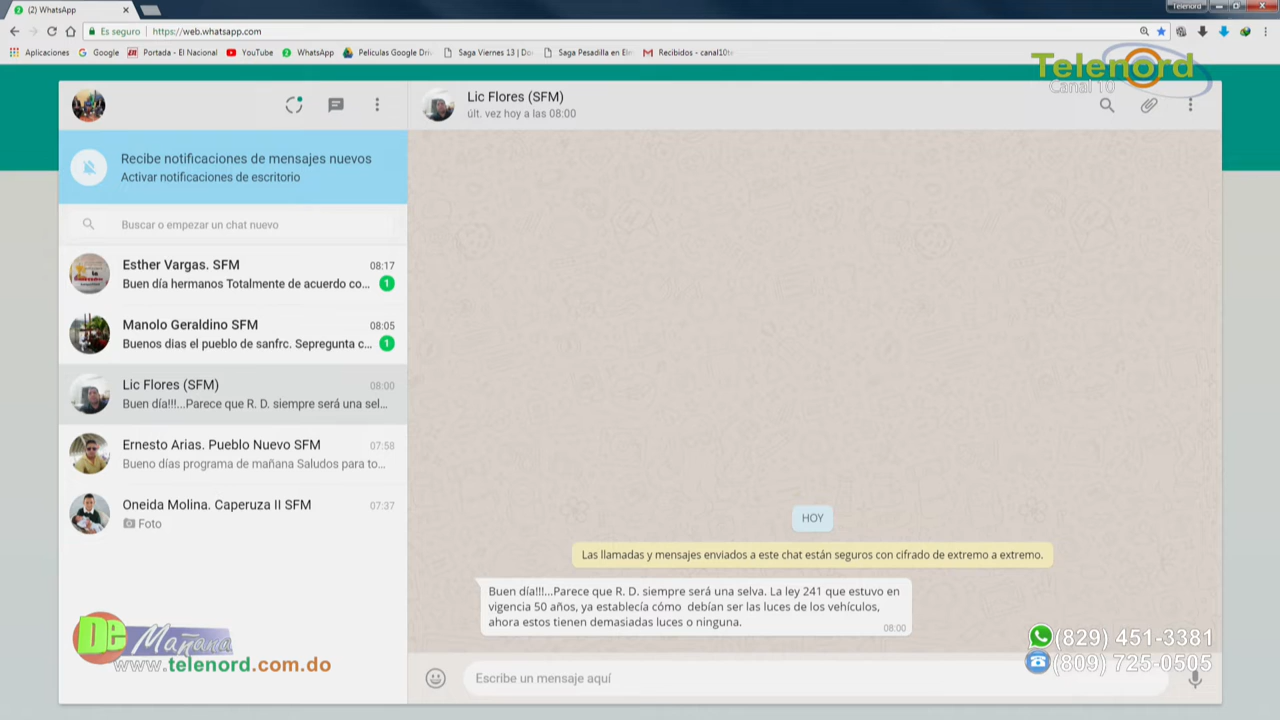 (2) WhatsApp
Telenord
Es seguro
https://web.whatsapp.com
Aplicaciones
Google
Portada - El Nacional
YouTube
WhatsApp
Películas Google Driv
Saga Viernes 13 | Do
Saga Pesadilla en Elm
Recibidos - canal10te
Telenord
Canal 10
Lic Flores (SFM)
últ. vez hoy a las 08:00
Recibe notificaciones de mensajes nuevos
Activar notificaciones de escritorio
Buscar o empezar un chat nuevo
Esther Vargas. SFM 08:17
Buen día hermanos Totalmente de acuerdo co... 1
Manolo Geraldino SFM 08:05
Buenos dias el pueblo de sanfrc. Sepregunta c... 1
Lic Flores (SFM) 08:00
Buen día!!!...Parece que R. D. siempre será una sel...
Ernesto Arias. Pueblo Nuevo SFM 07:58
Bueno días programa de mañana Saludos para to...
Oneida Molina. Caperuza II SFM 07:37
Foto
HOY
Las llamadas y mensajes enviados a este chat están seguros con cifrado de extremo a extremo.
Buen día!!!...Parece que R. D. siempre será una selva. La ley 241 que estuvo en
vigencia 50 años, ya establecía cómo debían ser las luces de los vehículos,
ahora estos tienen demasiadas luces o ninguna.
08:00
Escribe un mensaje aquí
De Mañana
www.telenord.com.do
(829) 451-3381
(809) 725-0505